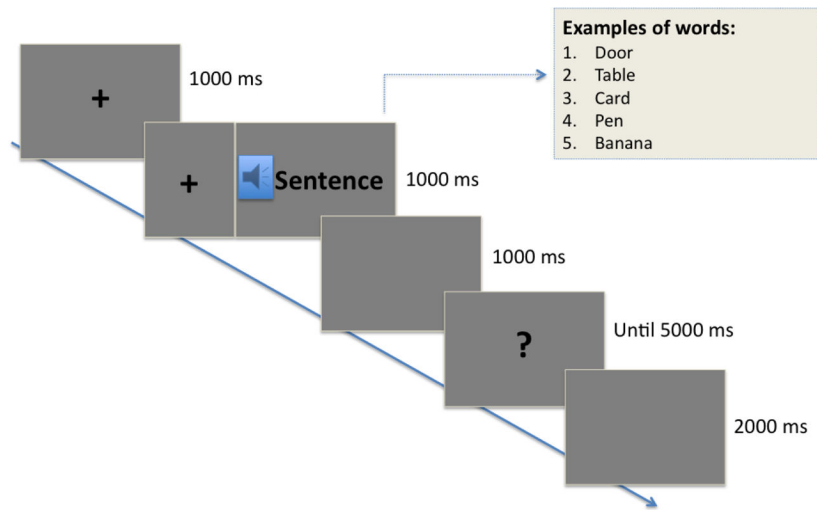 Examples of words:
1. Door
2. Table
3. Card
4. Pen
5. Banana
+
1000 ms
+
Sentence
1000 ms
1000 ms
?
Until 5000 ms
2000 ms